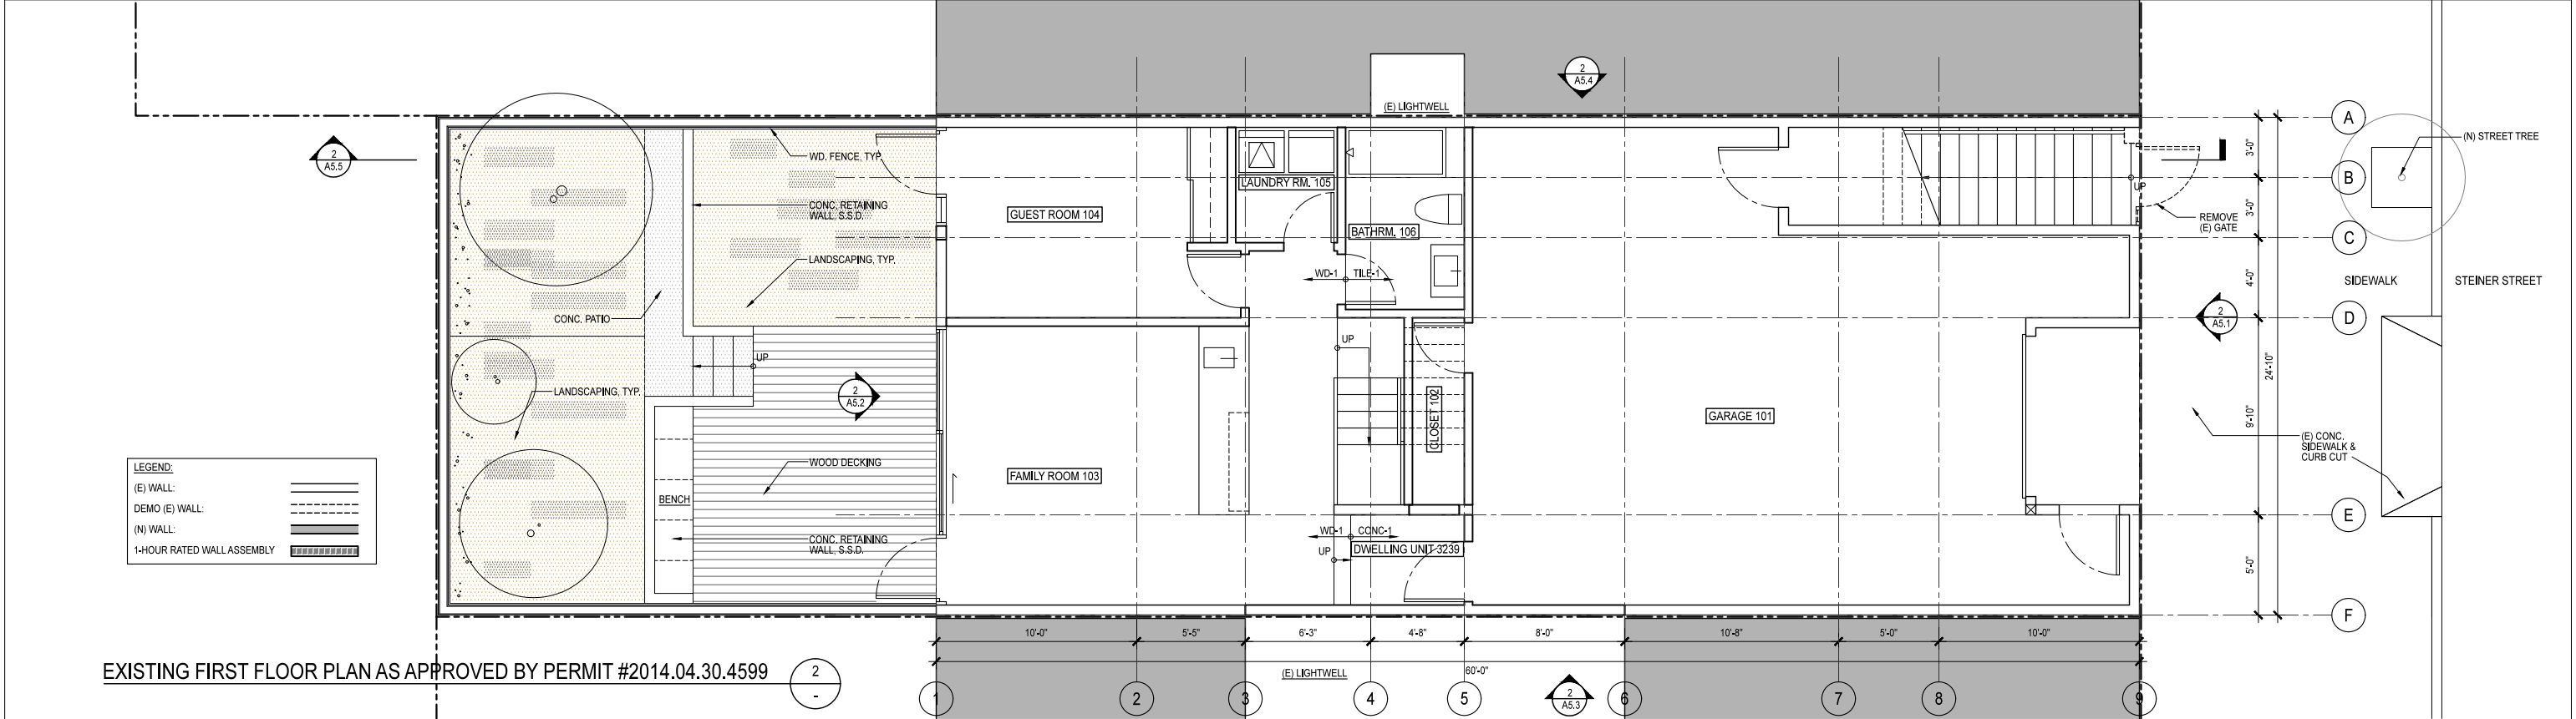 2
A5.4
(E) LIGHTWELL
A
2
A5.5
WD. FENCE, TYP.
3'-0"
(N) STREET TREE
LAUNDRY RM. 105
B
UP
CONC. RETAINING
WALL, S.S.D.
GUEST ROOM 104
3'-0"
REMOVE
(E) GATE
BATHRM. 106
C
LANDSCAPING, TYP.
WD-1
TILE-1
4'-0"
SIDEWALK
STEINER STREET
CONC. PATIO
D
2
A5.1
UP
UP
24'-10"
LANDSCAPING, TYP.
2
A5.2
CLOSET 102
GARAGE 101
9'-10"
(E) CONC.
SIDEWALK &
CURB CUT
LEGEND:
(E) WALL:
DEMO (E) WALL:
(N) WALL:
1-HOUR RATED WALL ASSEMBLY
WOOD DECKING
FAMILY ROOM 103
BENCH
E
WD-1
CONC-1
CONC. RETAINING
WALL, S.S.D.
DWELLING UNIT 3239
UP
5'-0"
F
10'-0"
5'-5"
6'-3"
4'-8"
8'-0"
10'-8"
5'-0"
10'-0"
(E) LIGHTWELL
60'-0"
EXISTING FIRST FLOOR PLAN AS APPROVED BY PERMIT #2014.04.30.4599
2
-
1
2
3
4
5
2
A5.3
6
7
8
9